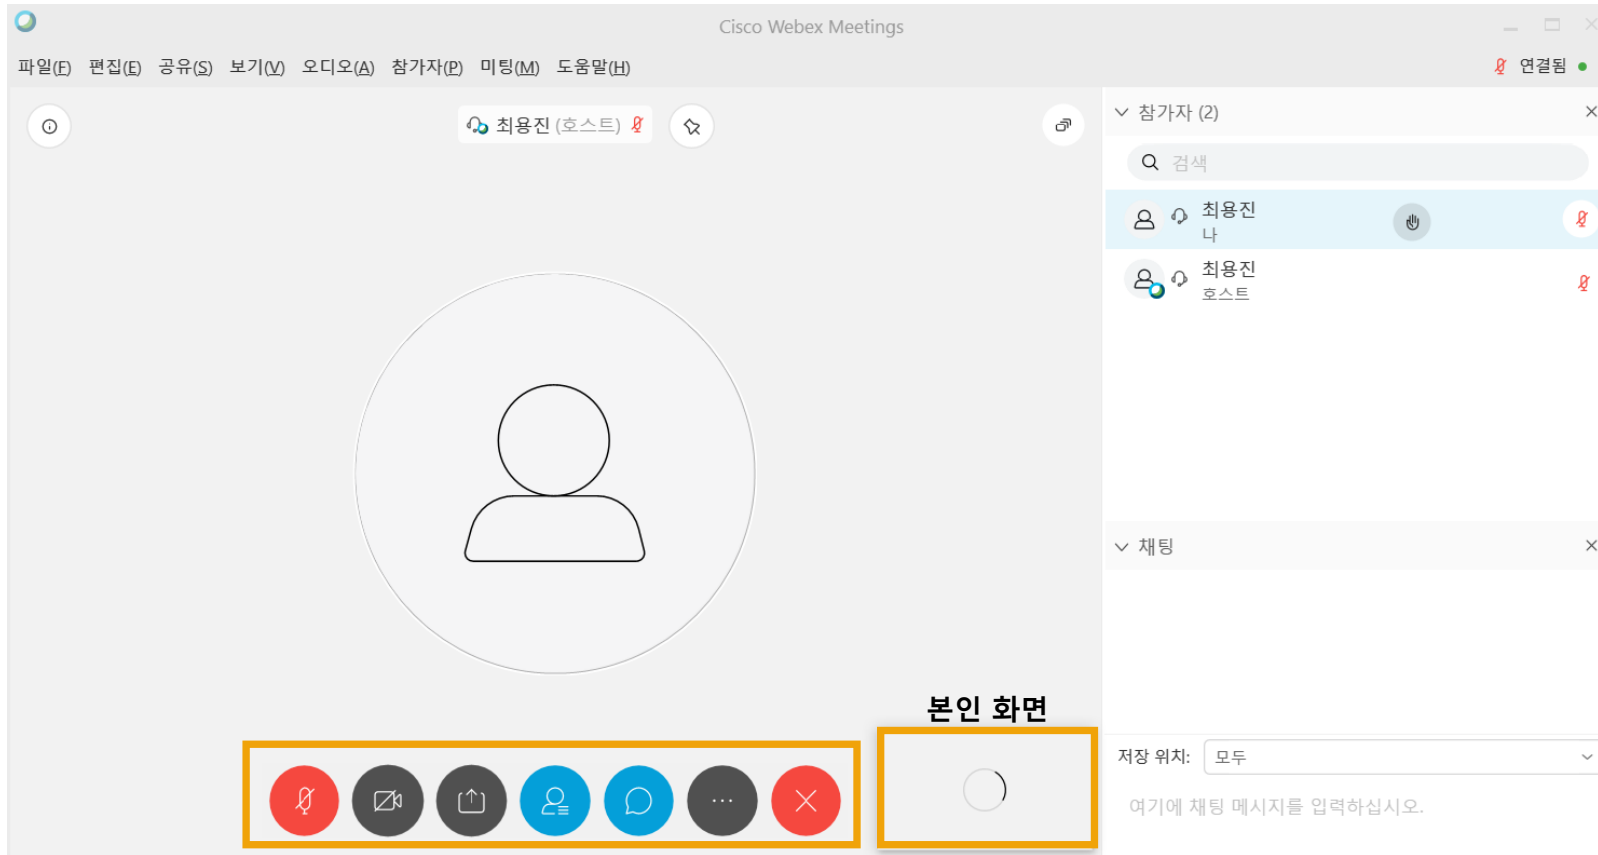 Cisco Webex Meetings
파일(F) 편집(E) 공유(S) 보기(V) 오디오(A) 참가자(P) 미팅(M) 도움말(H)
연결됨
최용진 (호스트)
참가자 (2)
검색
최용진
나
최용진
호스트
채팅
본인 화면
저장 위치: 모두
여기에 채팅 메시지를 입력하십시오.